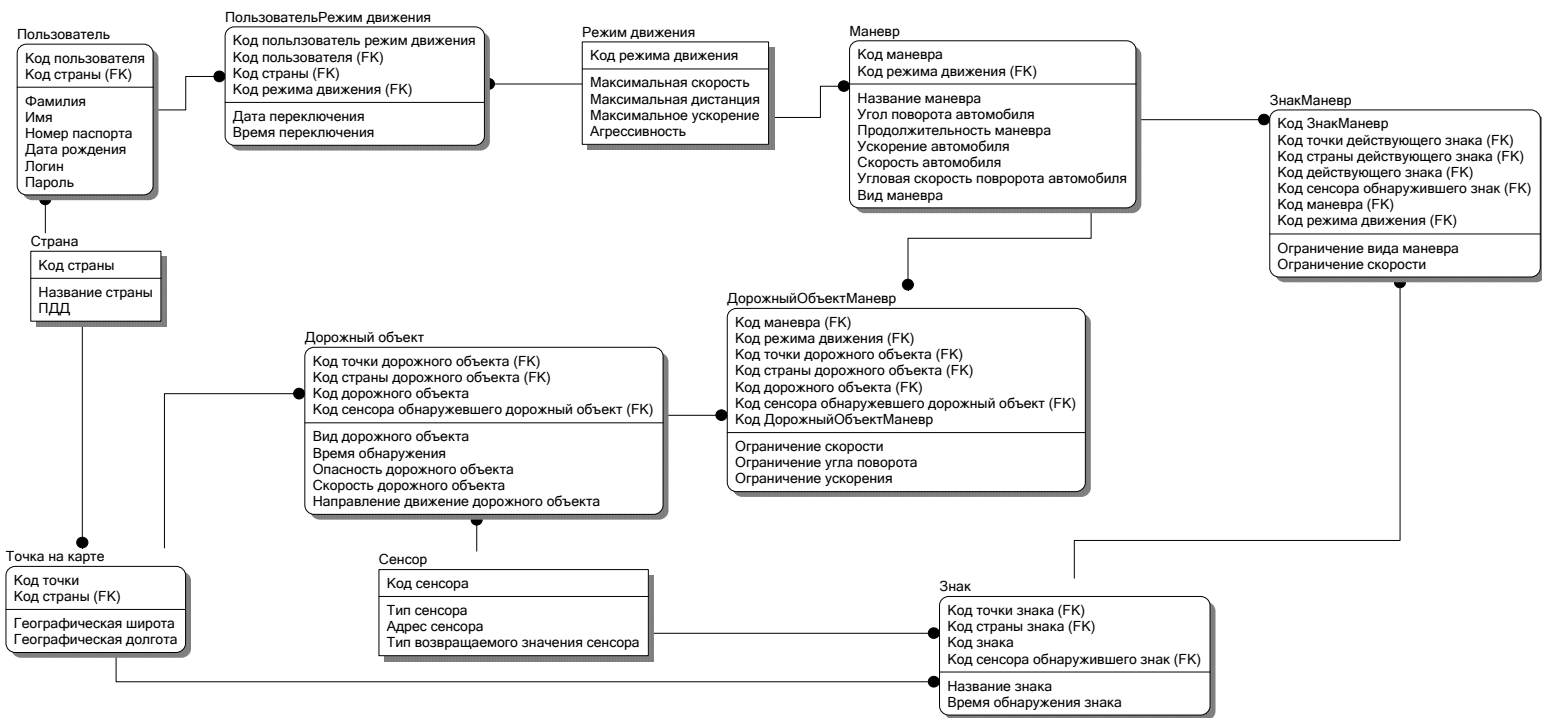 ПользовательРежим движения
Код пользлзователь режим движения
Код пользователя (FK)
Код страны (FK)
Код режима движения (FK)
Дата переключения
Время переключения
Пользователь
Код пользователя
Код страны (FK)
Фамилия
Имя
Номер паспорта
Дата рождения
Логин
Пароль
Режим движения
Код режима движения
Максимальная скорость
Максимальная дистанция
Максимальное ускорение
Агрессивность
Маневр
Код маневра
Код режима движения (FK)
Название маневра
Угол поворота автомобиля
Продолжительность маневра
Ускорение автомобиля
Скорость автомобиля
Угловая скорость повророта автомобиля
Вид маневра
ЗнакМаневр
Код ЗнакМаневр
Код точки действующего знака (FK)
Код страны действующего знака (FK)
Код действующего знака (FK)
Код сенсора обнаружившего знак (FK)
Код маневра (FK)
Код режима движения (FK)
Ограничение вида маневра
Ограничение скорости
Страна
Код страны
Название страны
ПДД
Дорожный объект
Код точки дорожного объекта (FK)
Код страны дорожного объекта (FK)
Код дорожного объекта
Код сенсора обнаружевшего дорожный объект (FK)
Вид дорожного объекта
Время обнаружения
Опасность дорожного объекта
Скорость дорожного объекта
Направление движение дорожного объекта
ДорожныйОбъектМаневр
Код маневра (FK)
Код режима движения (FK)
Код точки дорожного объекта (FK)
Код страны дорожного объекта (FK)
Код дорожного объекта (FK)
Код сенсора обнаружевшего дорожный объект (FK)
Код ДорожныйОбъектМаневр
Ограничение скорости
Ограничение угла поворота
Ограничение ускорения
Точка на карте
Код точки
Код страны (FK)
Географическая широта
Географическая долгота
Сенсор
Код сенсора
Тип сенсора
Адрес сенсора
Тип возвращаемого значения сенсора
Знак
Код точки знака (FK)
Код страны знака (FK)
Код знака
Код сенсора обнаружившего знак (FK)
Название знака
Время обнаружения знака